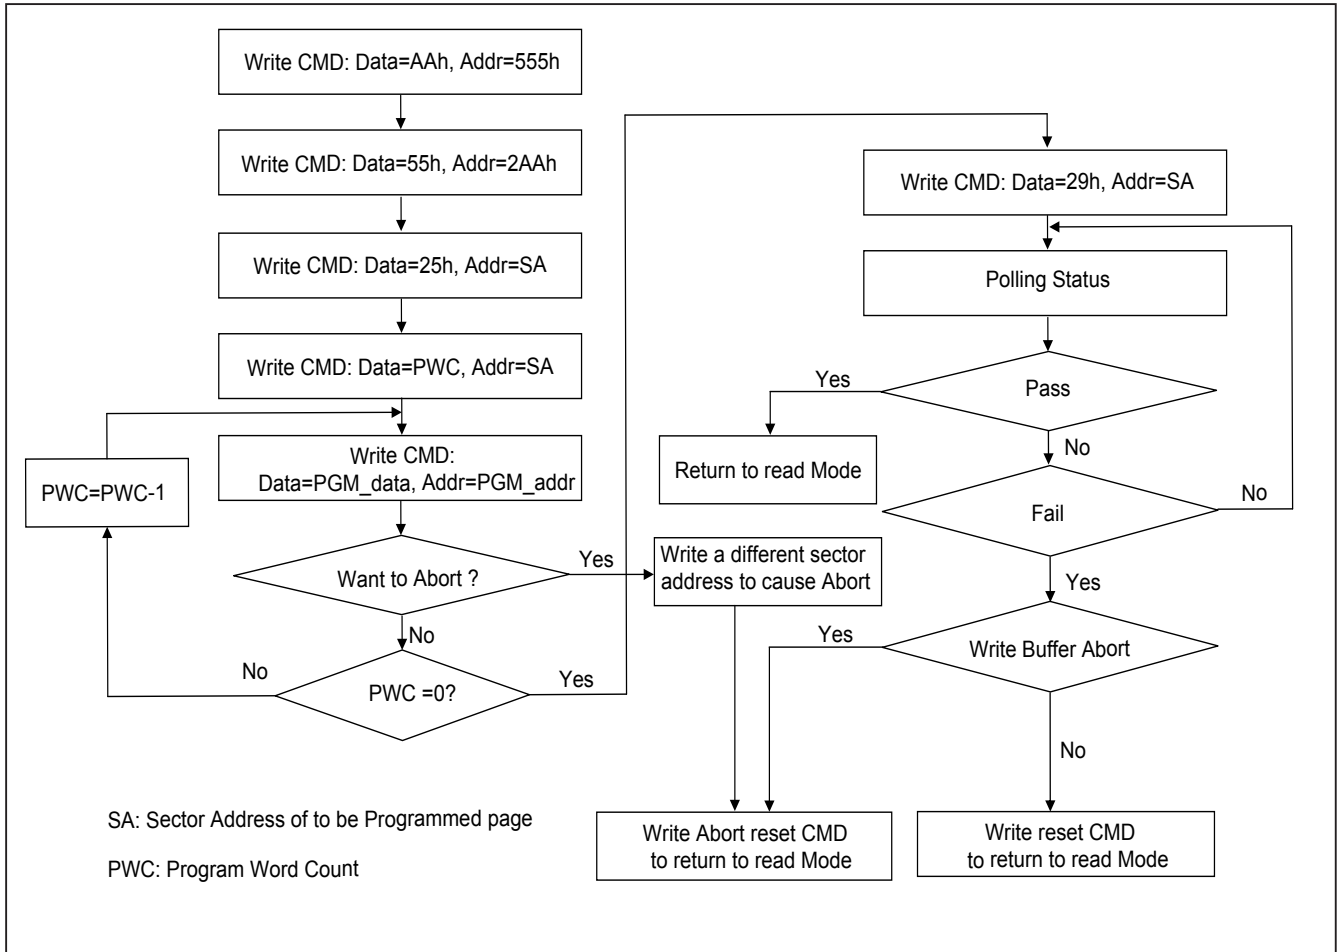 Write CMD: Data=AAh, Addr=555h
Write CMD: Data=55h, Addr=2AAh
Write CMD: Data=25h, Addr=SA
Write CMD: Data=PWC, Addr=SA
Write CMD:
Data=PGM_data, Addr=PGM_addr
PWC=PWC-1
Want to Abort ?
Yes
No
Write a different sector
address to cause Abort
PWC =0?
No
Yes
Write CMD: Data=29h, Addr=SA
Polling Status
Pass
Yes
No
Return to read Mode
Fail
No
Yes
Write Buffer Abort
Yes
No
Write Abort reset CMD
to return to read Mode
Write reset CMD
to return to read Mode
SA: Sector Address of to be Programmed page
PWC: Program Word Count